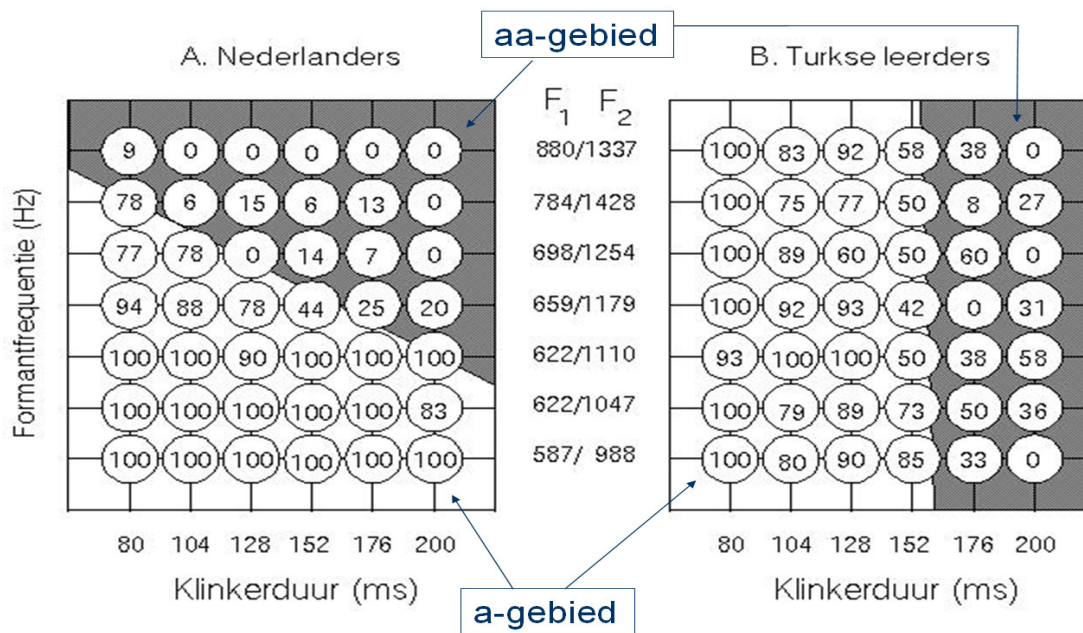 aa-gebied
A. Nederlanders
B. Turkse leerders
F1 F2
9 0 0 0 0 0 880/1337 100 83 92 58 38 0
78 6 15 6 13 0 784/1428 100 75 77 50 8 27
77 78 0 14 7 0 698/1254 100 89 60 50 60 0
94 88 78 44 25 20 659/1179 100 92 93 42 0 31
100 100 90 100 100 100 622/1110 93 100 100 50 38 58
100 100 100 100 100 83 622/1047 100 79 89 73 50 36
100 100 100 100 100 100 587/ 988 100 80 90 85 33 0
Formantfrequentie (Hz)
80 104 128 152 176 200 80 104 128 152 176 200
Klinkerduur (ms) Klinkerduur (ms)
a-gebied